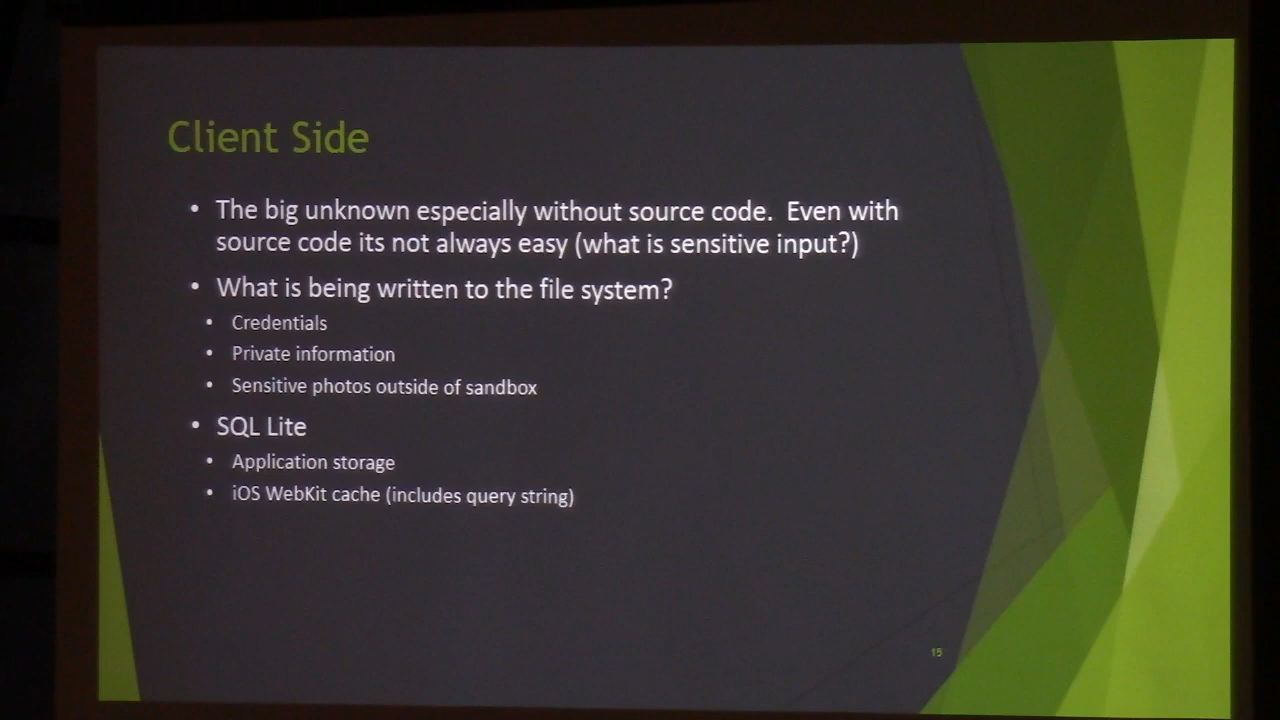 Client Side
• The big unknown especially without source code.  Even with
source code its not always easy (what is sensitive input?)
• What is being written to the file system?
• Credentials
• Private information
• Sensitive photos outside of sandbox
• SQL Lite
• Application storage
• iOS WebKit cache (includes query string)
15